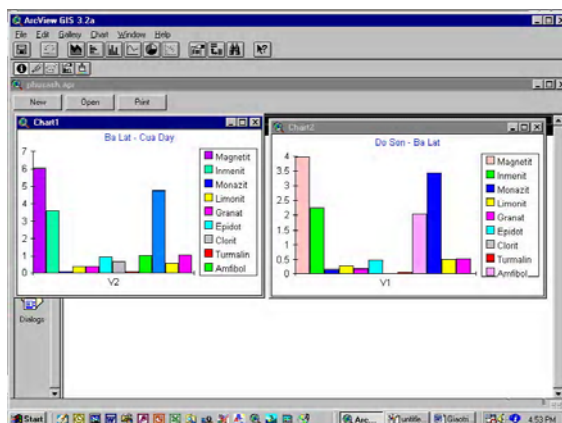 ArcView GIS 3.2a
File Edit Gallery Chart Window Help
New Open Print
Chart1
Ba Lat - Cua Day
7
6
5
4
3
2
1
0
V2
Magnetit
Inmenit
Monazit
Limonit
Granat
Epidot
Clorit
Turmalin
Amfibol
Chart2
Do Son - Ba Lat
4
3.5
3
2.5
2
1.5
1
0.5
0
V1
Magnetit
Inmenit
Monazit
Limonit
Granat
Epidot
Clorit
Turmalin
Amfibol
Dialogs
Start
Arc...
untitle
Giaotri
4:53 PM